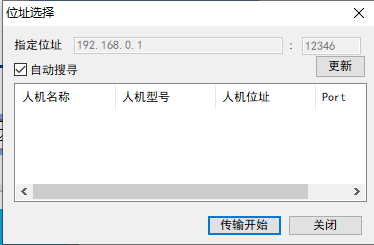 位址选择
指定位址 192.168.0.1 : 12346
自动搜寻 更新
人机名称 人机型号 人机位址 Port
传输开始 关闭